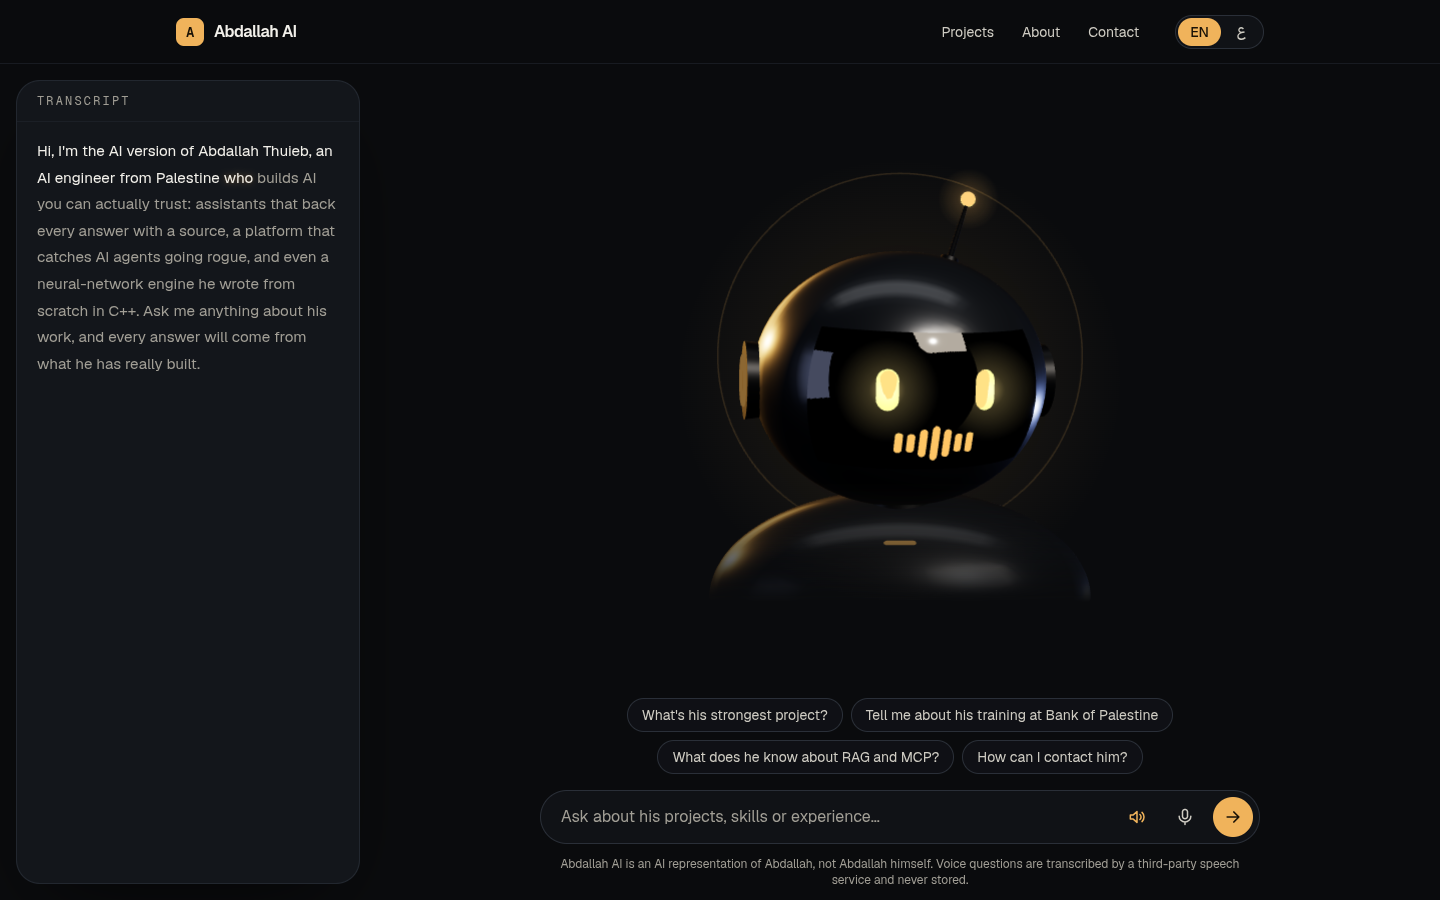 A Abdallah AI
Projects About Contact EN ع
TRANSCRIPT
Hi, I'm the AI version of Abdallah Thuieb, an
AI engineer from Palestine who builds AI
you can actually trust: assistants that back
every answer with a source, a platform that
catches AI agents going rogue, and even a
neural-network engine he wrote from
scratch in C++. Ask me anything about his
work, and every answer will come from
what he has really built.
What's his strongest project?
Tell me about his training at Bank of Palestine
What does he know about RAG and MCP?
How can I contact him?
Ask about his projects, skills or experience...
Abdallah AI is an AI representation of Abdallah, not Abdallah himself. Voice questions are transcribed by a third-party speech
service and never stored.